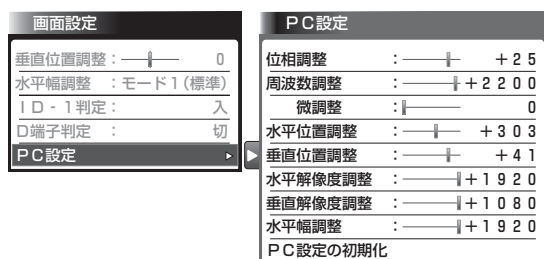 画面設定
垂直位置調整： 0
水平幅調整 ：モード１(標準)
ＩＤ‐１判定： 入
Ｄ端子判定 ： 切
ＰＣ設定
ＰＣ設定
位相調整 ： ＋２５
周波数調整 ： ＋２２００
微調整 ： ０
水平位置調整 ： ＋３０３
垂直位置調整 ： ＋４１
水平解像度調整 ： ＋１９２０
垂直解像度調整 ： ＋１０８０
水平幅調整 ： ＋１９２０
ＰＣ設定の初期化